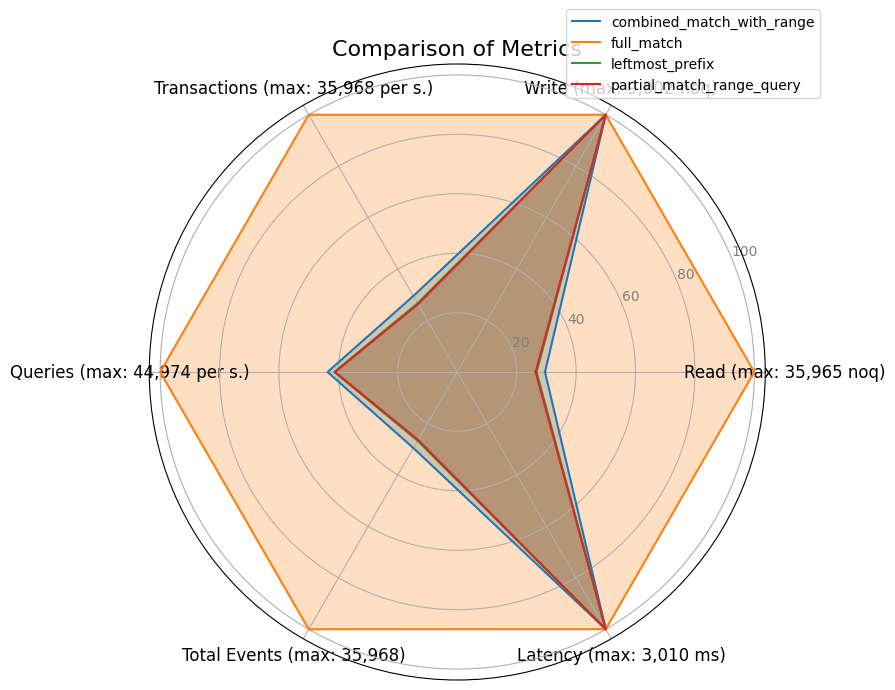 combined_match_with_range
full_match
leftmost_prefix
partial_match_range_query
Comparison of Metrics
Transactions (max: 35,968 per s.)
Write (max: noq)
100
80
60
40
20
Queries (max: 44,974 per s.)
Read (max: 35,965 noq)
Total Events (max: 35,968)
Latency (max: 3,010 ms)